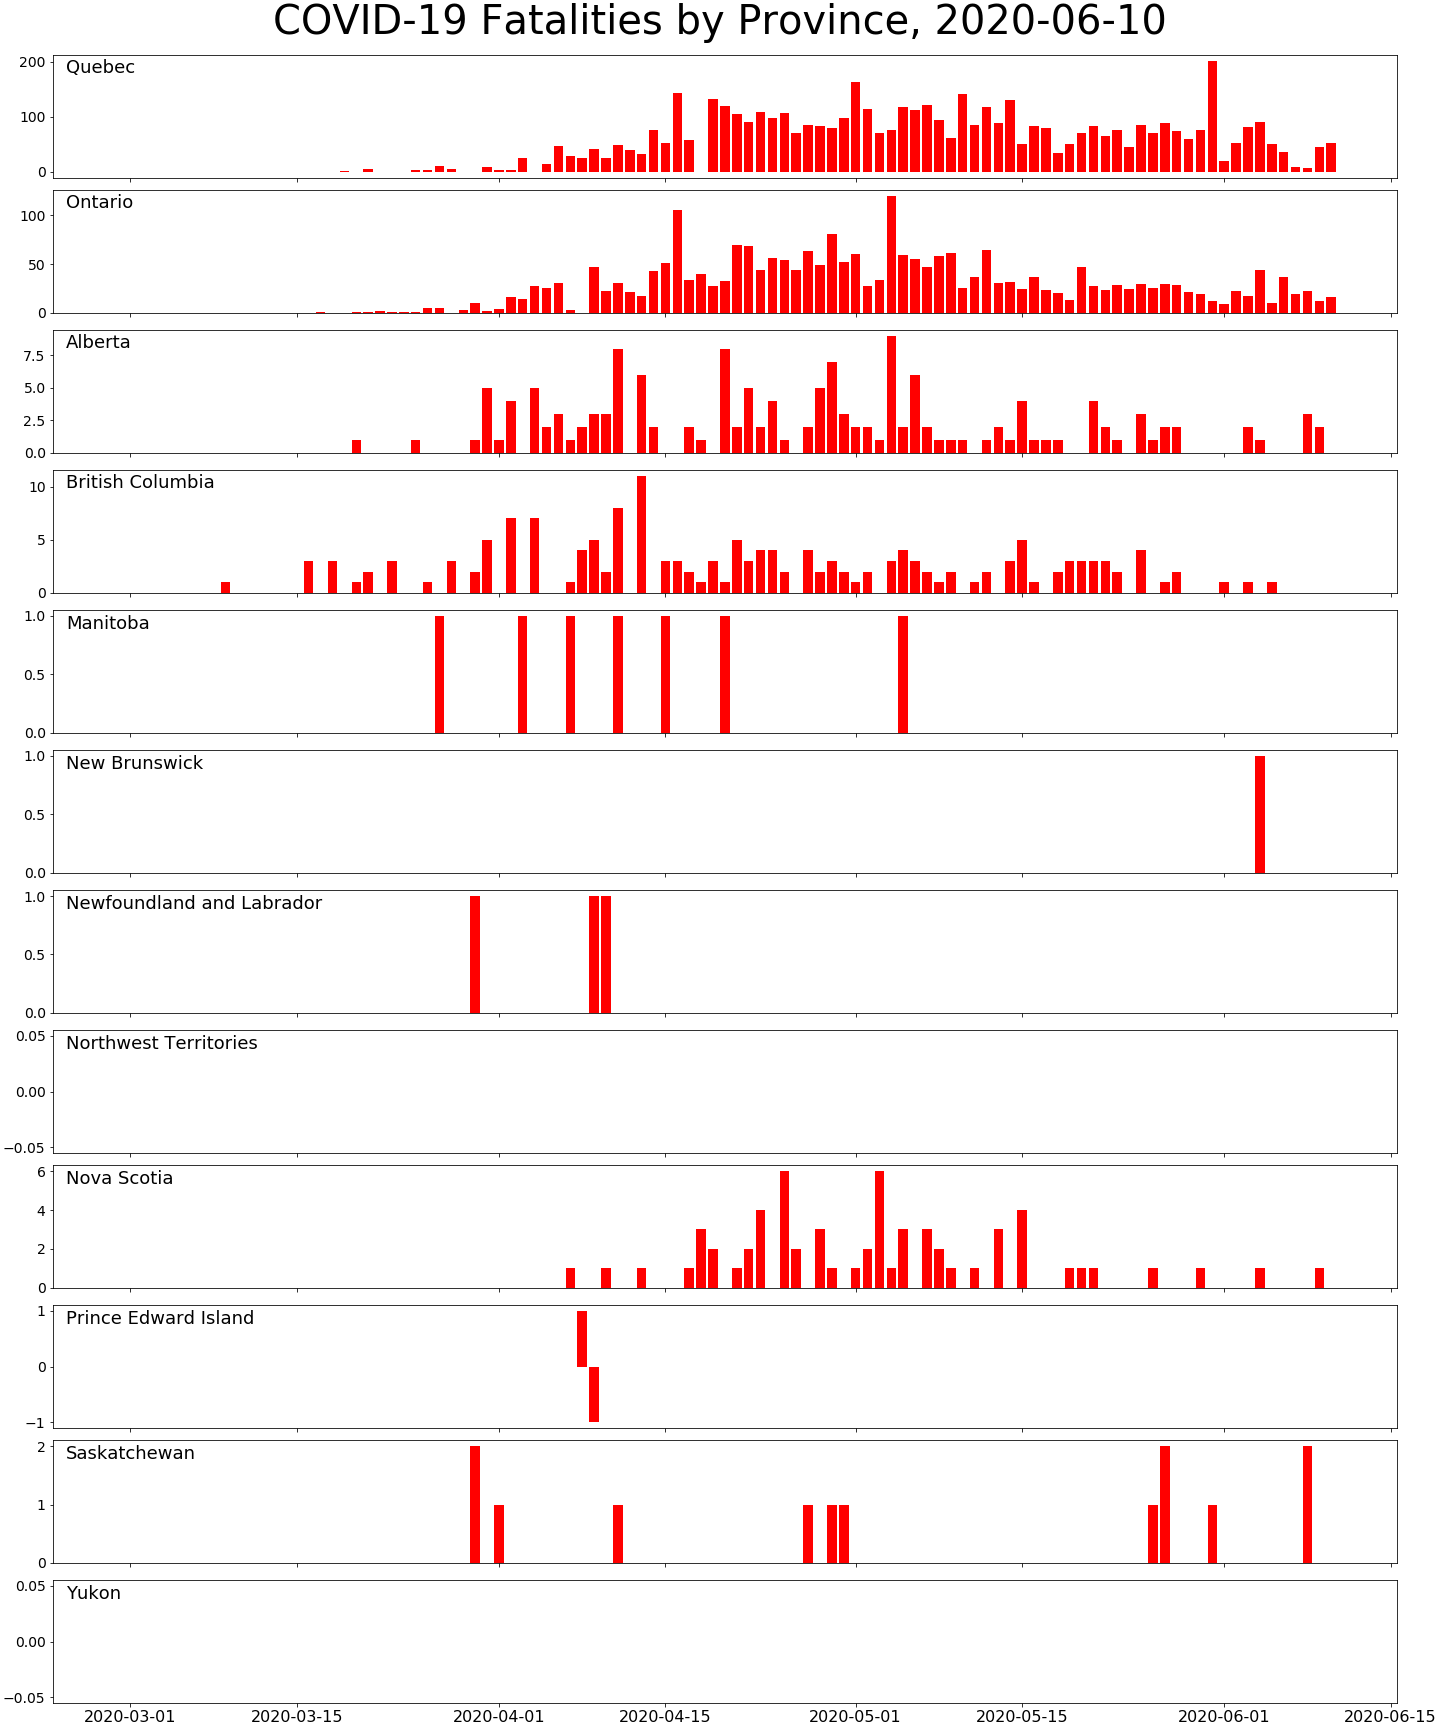 COVID-19 Fatalities by Province, 2020-06-10
Quebec
200
100
0
Ontario
100
50
0
Alberta
7.5
5.0
2.5
0.0
British Columbia
10
5
0
1.0
Manitoba
0.5
0.0
1.0
New Brunswick
0.5
0.0
1.0
Newfoundland and Labrador
0.5
0.0
0.05
Northwest Territories
0.00
−0.05
6
Nova Scotia
4
2
0
1
Prince Edward Island
0
−1
2
Saskatchewan
1
0
0.05
Yukon
0.00
−0.05
2020-03-01 2020-03-15 2020-04-01 2020-04-15 2020-05-01 2020-05-15 2020-06-01 2020-06-15